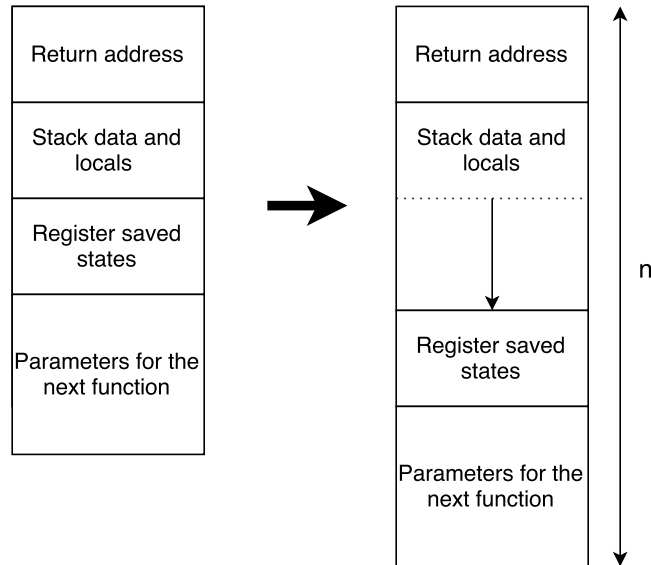 Return address
Stack data and
locals
Register saved
states
Parameters for the
next function
Return address
Stack data and
locals
Register saved
states
Parameters for the
next function
n